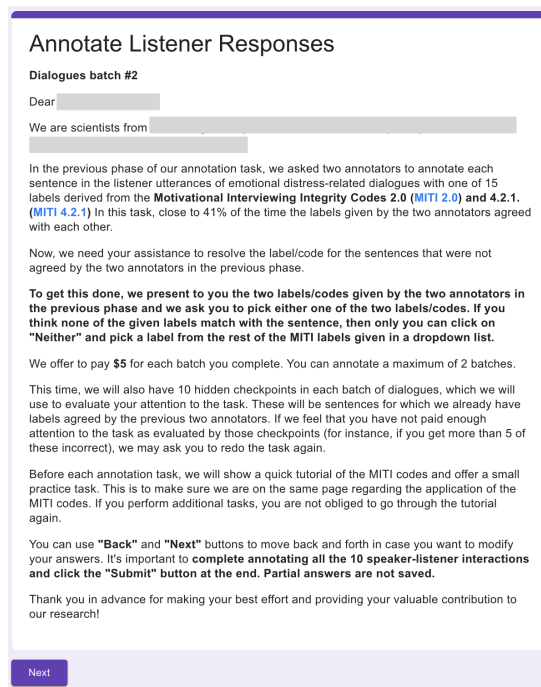 Annotate Listener Responses
Dialogues batch #2
Dear
We are scientists from
In the previous phase of our annotation task, we asked two annotators to annotate each
sentence in the listener utterances of emotional distress-related dialogues with one of 15
labels derived from the Motivational Interviewing Integrity Codes 2.0 (MITI 2.0) and 4.2.1.
(MITI 4.2.1) In this task, close to 41% of the time the labels given by the two annotators agreed
with each other.
Now, we need your assistance to resolve the label/code for the sentences that were not
agreed by the two annotators in the previous phase.
To get this done, we present to you the two labels/codes given by the two annotators in
the previous phase and we ask you to pick either one of the two labels/codes. If you
think none of the given labels match with the sentence, then only you can click on
"Neither" and pick a label from the rest of the MITI labels given in a dropdown list.
We offer to pay $5 for each batch you complete. You can annotate a maximum of 2 batches.
This time, we will also have 10 hidden checkpoints in each batch of dialogues, which we will
use to evaluate your attention to the task. These will be sentences for which we already have
labels agreed by the previous two annotators. If we feel that you have not paid enough
attention to the task as evaluated by those checkpoints (for instance, if you get more than 5 of
these incorrect), we may ask you to redo the task again.
Before each annotation task, we will show a quick tutorial of the MITI codes and offer a small
practice task. This is to make sure we are on the same page regarding the application of the
MITI codes. If you perform additional tasks, you are not obliged to go through the tutorial
again.
You can use "Back" and "Next" buttons to move back and forth in case you want to modify
your answers. It's important to complete annotating all the 10 speaker-listener interactions
and click the "Submit" button at the end. Partial answers are not saved.
Thank you in advance for making your best effort and providing your valuable contribution to
our research!
Next